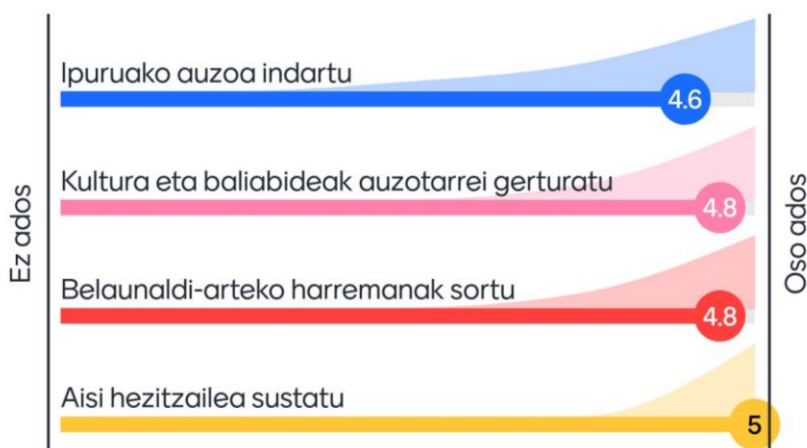 Ipuruako auzoa indartu
4.6
Kultura eta baliabideak auzotarrei gerturatu
4.8
Belaunaldi-arteko harremanak sortu
4.8
Aisi hezitzailea sustatu
5
Ez ados
Oso ados